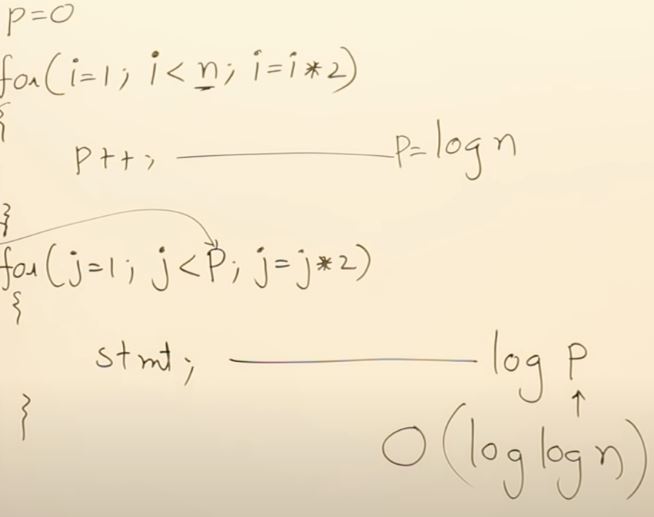 p=0
for(i=1; i<n; i=i*2)
{
p++; p=log n
}
for(j=1; j<p; j=j*2)
{
stmt; log p
}
↑
O(log log n)